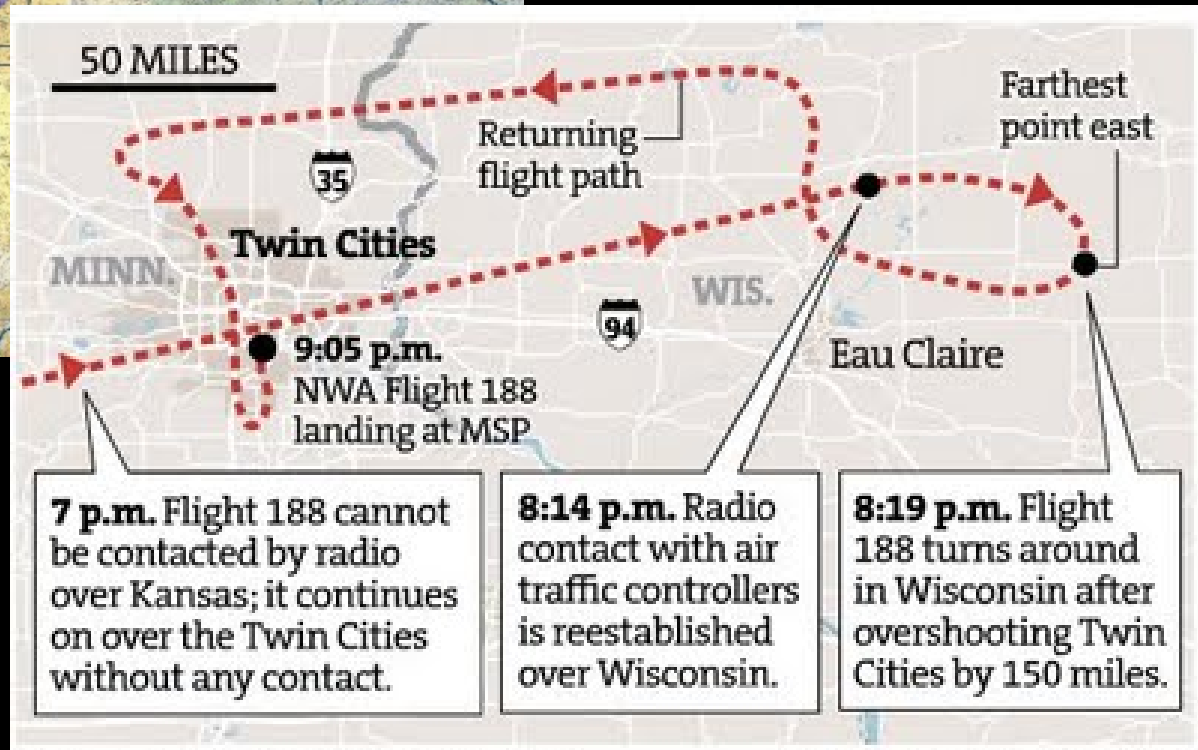 50 MILES
Farthest
point east
Returning
flight path
35
Twin Cities
MINN.
WIS.
94
Eau Claire
9:05 p.m.
NWA Flight 188
landing at MSP
7 p.m. Flight 188 cannot
be contacted by radio
over Kansas; it continues
on over the Twin Cities
without any contact.
8:14 p.m. Radio
contact with air
traffic controllers
is reestablished
over Wisconsin.
8:19 p.m. Flight
188 turns around
in Wisconsin after
overshooting Twin
Cities by 150 miles.